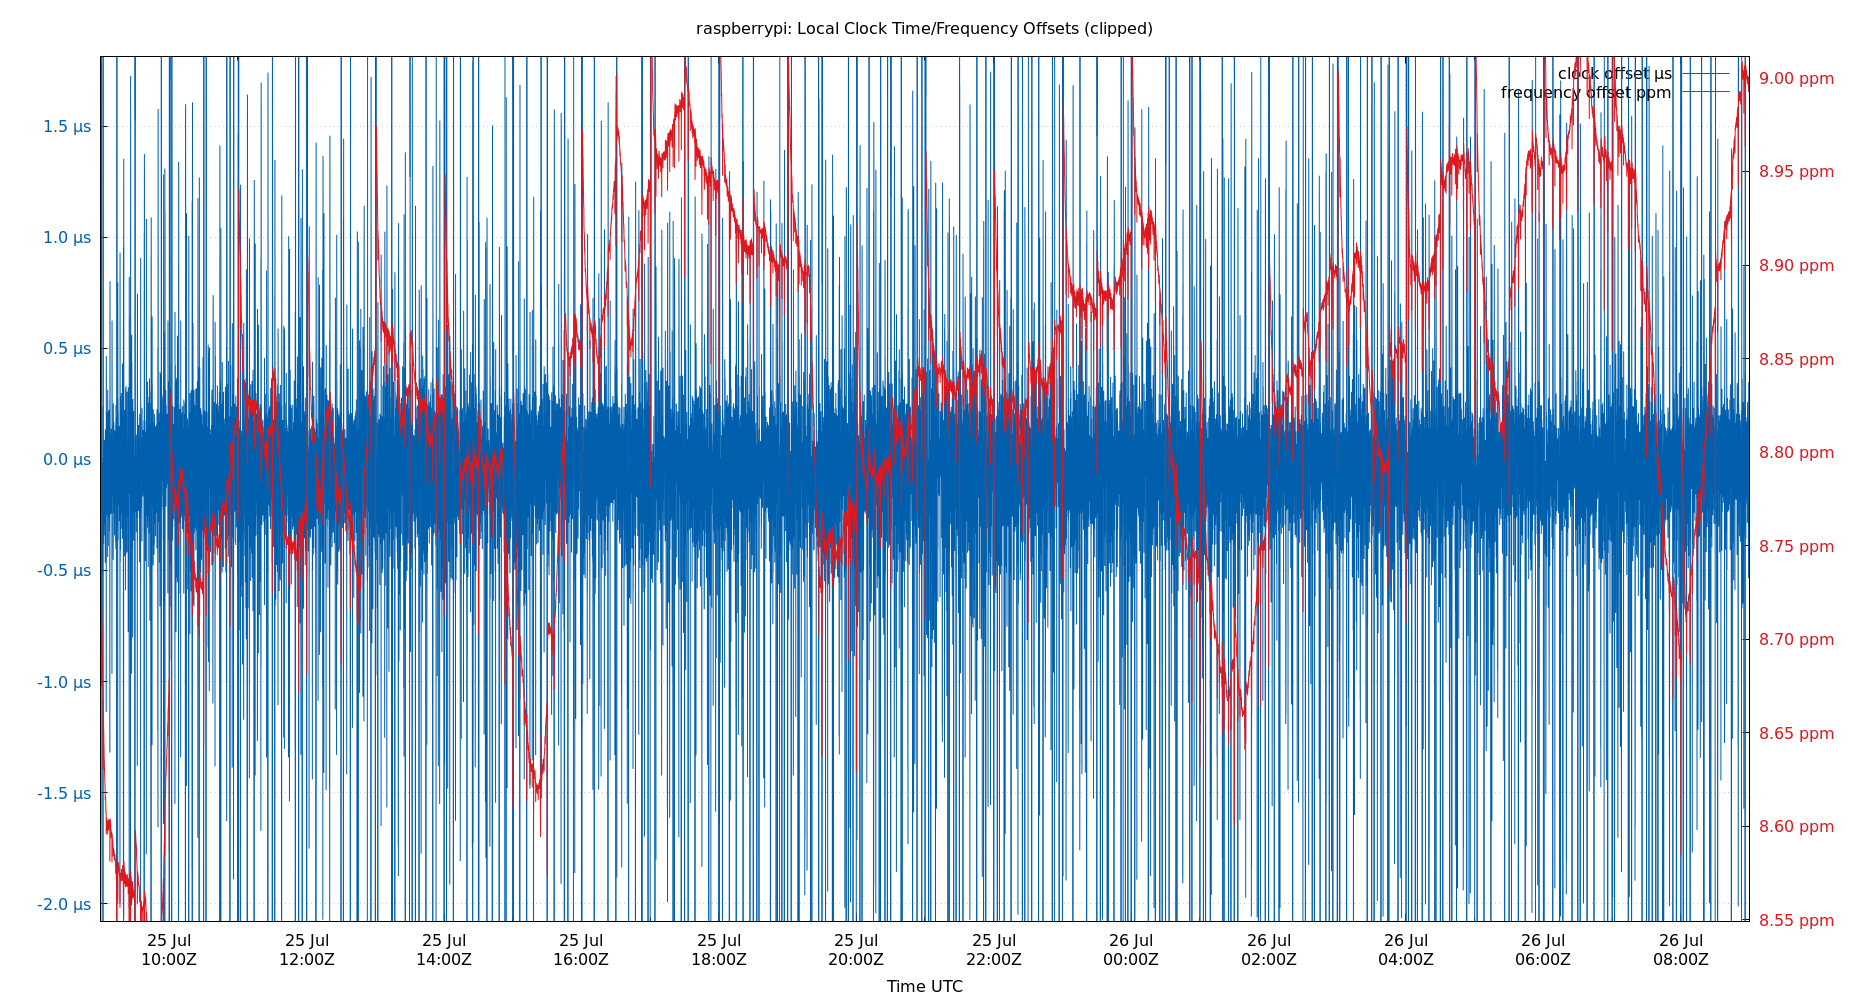 raspberrypi: Local Clock Time/Frequency Offsets (clipped)
clock offset µs
frequency offset ppm
1.5 µs
1.0 µs
0.5 µs
0.0 µs
-0.5 µs
-1.0 µs
-1.5 µs
-2.0 µs
9.00 ppm
8.95 ppm
8.90 ppm
8.85 ppm
8.80 ppm
8.75 ppm
8.70 ppm
8.65 ppm
8.60 ppm
8.55 ppm
25 Jul 25 Jul 25 Jul 25 Jul 25 Jul 25 Jul 25 Jul 26 Jul 26 Jul 26 Jul 26 Jul 26 Jul
10:00Z 12:00Z 14:00Z 16:00Z 18:00Z 20:00Z 22:00Z 00:00Z 02:00Z 04:00Z 06:00Z 08:00Z
Time UTC